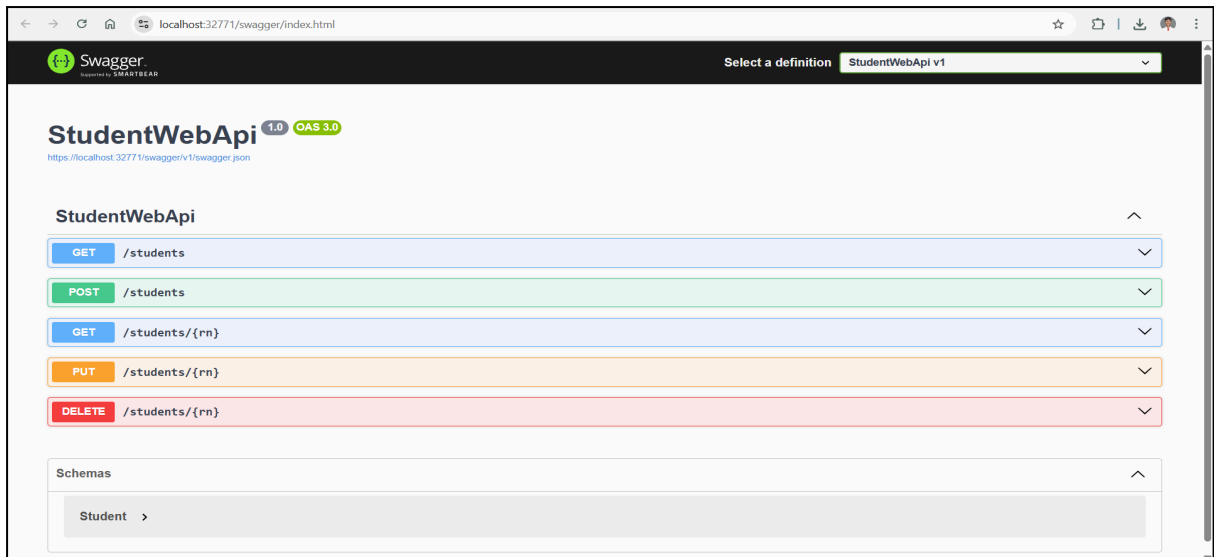 localhost:32771/swagger/index.html
{··} Swagger.
Supported by SMARTBEAR
Select a definition
StudentWebApi v1
StudentWebApi 1.0 OAS 3.0
https://localhost:32771/swagger/v1/swagger.json
StudentWebApi
GET /students
POST /students
GET /students/{rn}
PUT /students/{rn}
DELETE /students/{rn}
Schemas
Student